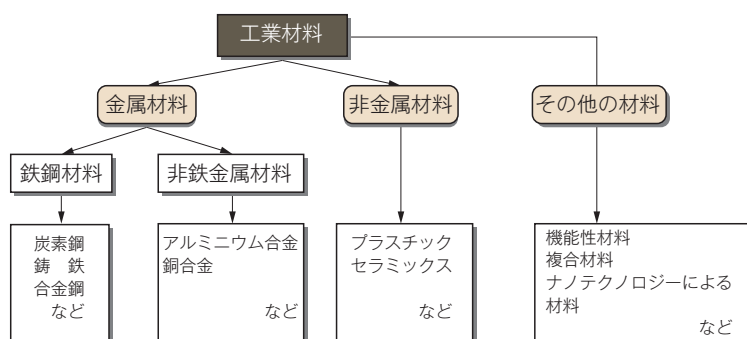 工業材料
金属材料
非金属材料
その他の材料
鉄鋼材料
非鉄金属材料
炭素鋼
鋳　鉄
合金鋼
など
アルミニウム合金
銅合金
など
プラスチック
セラミックス
など
機能性材料
複合材料
ナノテクノロジーによる
材料
など